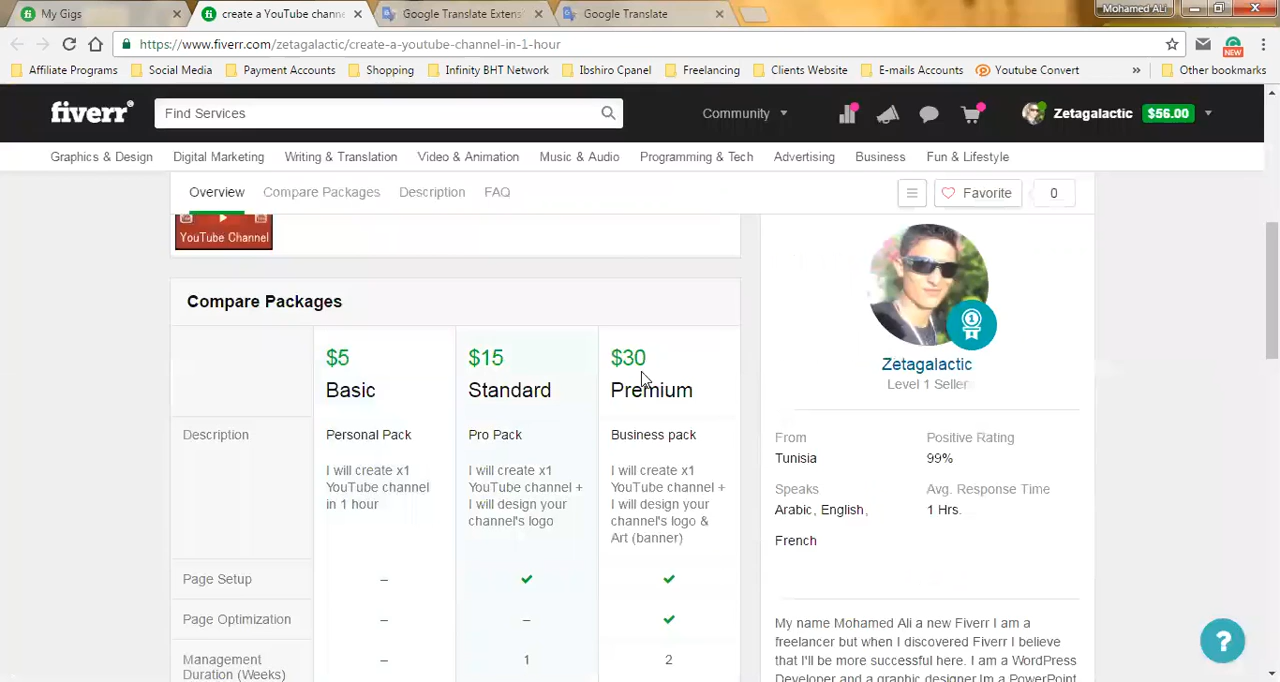 My Gigs
create a YouTube chann
Google Translate Extens
Google Translate
Mohamed Ali
https://www.fiverr.com/zetagalactic/create-a-youtube-channel-in-1-hour
NEW
Affiliate Programs
Social Media
Payment Accounts
Shopping
Infinity BHT Network
Ibshiro Cpanel
Freelancing
Clients Website
E-mails Accounts
Youtube Convert
»
Other bookmarks
fiverr®
Find Services
Community
Zetagalactic
$56.00
Graphics & Design
Digital Marketing
Writing & Translation
Video & Animation
Music & Audio
Programming & Tech
Advertising
Business
Fun & Lifestyle
Overview
Compare Packages
Description
FAQ
Favorite
0
YouTube Channel
Compare Packages
$5
$15
$30
Basic
Standard
Premium
Description
Personal Pack
Pro Pack
Business pack
I will create x1
YouTube channel
in 1 hour
I will create x1
YouTube channel +
I will design your
channel's logo
I will create x1
YouTube channel +
I will design your
channel's logo &
Art (banner)
Page Setup
–
Page Optimization
–
–
Management
Duration (Weeks)
–
1
2
1
Zetagalactic
Level 1 Seller
From
Tunisia
Positive Rating
99%
Speaks
Arabic, English,
French
Avg. Response Time
1 Hrs.
My name Mohamed Ali a new Fiverr I am a
freelancer but when I discovered Fiverr I believe
that I'll be more successful here. I am a WordPress
Developer and a graphic designer.Im a PowerPoint
?